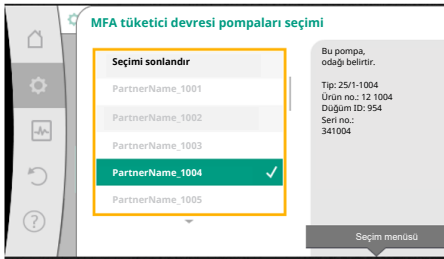 MFA tüketici devresi pompaları seçimi
Seçimi sonlandır
PartnerName_1001
PartnerName_1002
PartnerName_1003
PartnerName_1004
PartnerName_1005
Bu pompa,
odağı belirtir.
Tip: 25/1-1004
Ürün no.: 12 1004
Düğüm ID: 954
Seri no.:
341004
Seçim menüsü